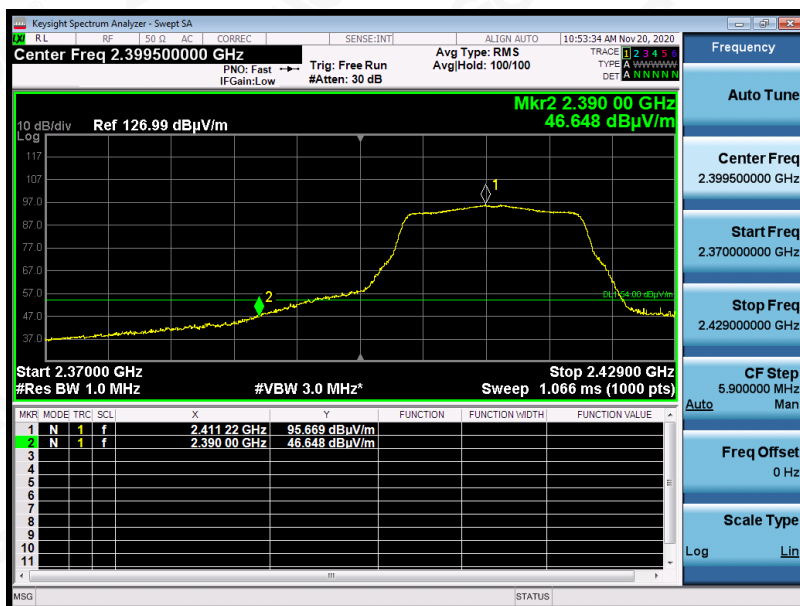 Keysight Spectrum Analyzer - Swept SA
LXI RL RF 50 Ω AC CORREC SENSE:INT ALIGN AUTO 10:53:34 AM Nov 20, 2020
Center Freq 2.399500000 GHz
PNO: Fast
IFGain:Low
Trig: Free Run
#Atten: 30 dB
Avg Type: RMS
Avg|Hold: 100/100
TRACE 1 2 3 4 5 6
TYPE A WWWWW
DET A N N N N N
Mkr2 2.390 00 GHz
46.648 dBµV/m
10 dB/div Ref 126.99 dBµV/m
Log
117
107
97.0
87.0
77.0
67.0
57.0
47.0
37.0
1
2
DL1 54.00 dBµV/m
Start 2.37000 GHz Stop 2.42900 GHz
#Res BW 1.0 MHz #VBW 3.0 MHz* Sweep 1.066 ms (1000 pts)
MKR MODE TRC SCL X Y FUNCTION FUNCTION WIDTH FUNCTION VALUE
1 N 1 f 2.411 22 GHz 95.669 dBµV/m
2 N 1 f 2.390 00 GHz 46.648 dBµV/m
3
4
5
6
7
8
9
10
11
MSG STATUS
Frequency
Auto Tune
Center Freq
2.399500000 GHz
Start Freq
2.370000000 GHz
Stop Freq
2.429000000 GHz
CF Step
5.900000 MHz
Auto Man
Freq Offset
0 Hz
Scale Type
Log Lin